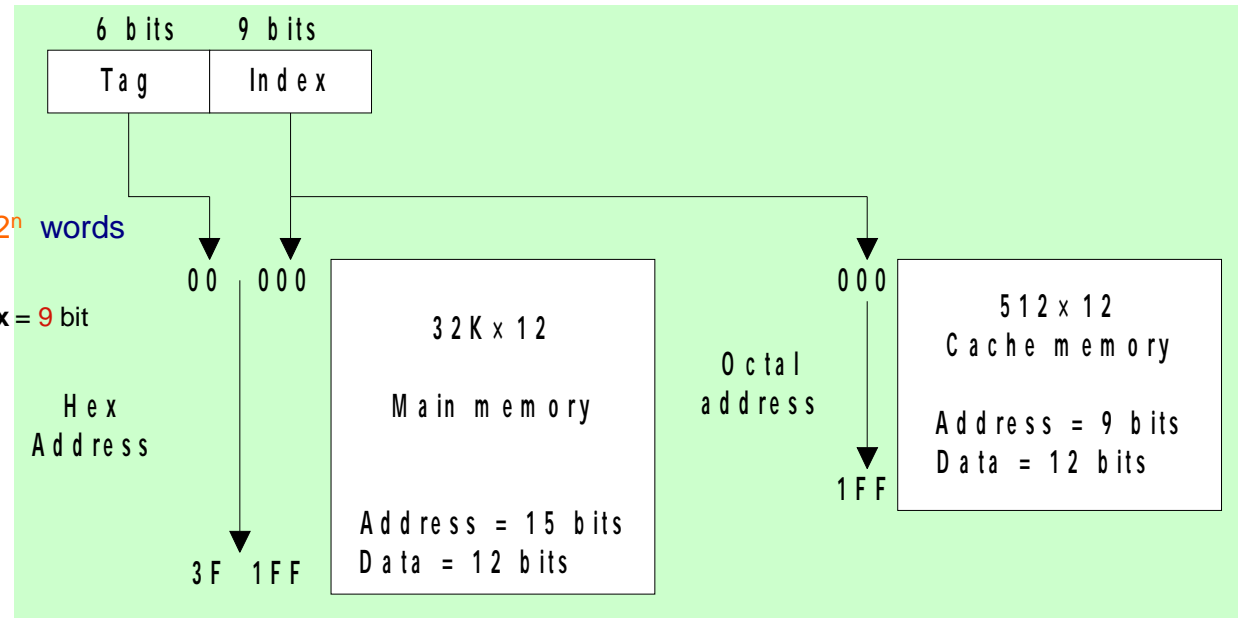 6 bits 9 bits
Tag Index
2ⁿ words
x = 9 bit
00 000
000
32K × 12
Main memory
Address = 15 bits
Data = 12 bits
Hex
Address
3F 1FF
Octal
address
1FF
512 × 12
Cache memory
Address = 9 bits
Data = 12 bits